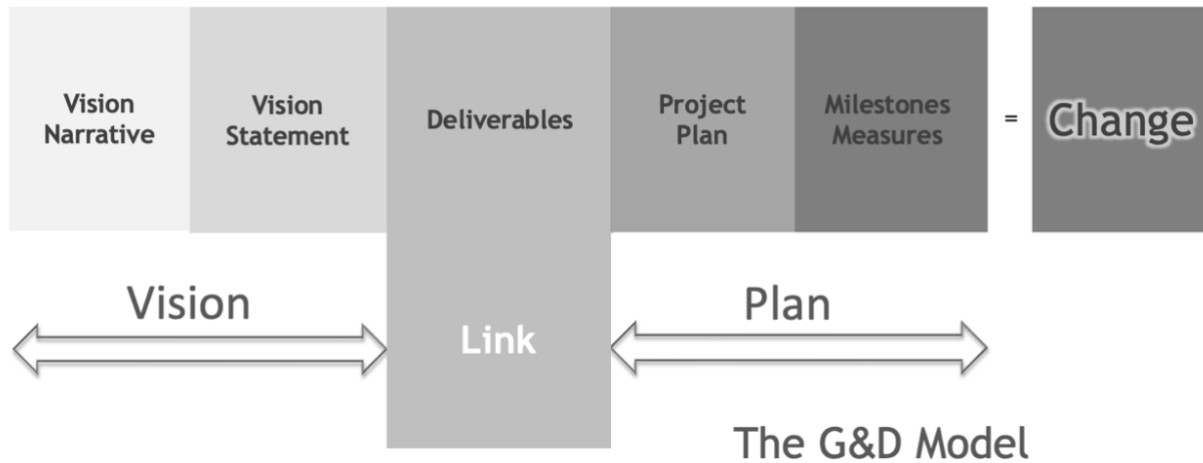 Vision
Narrative
Vision
Statement
Deliverables
Project
Plan
Milestones
Measures
=
Change
Vision
Link
Plan
The G&D Model